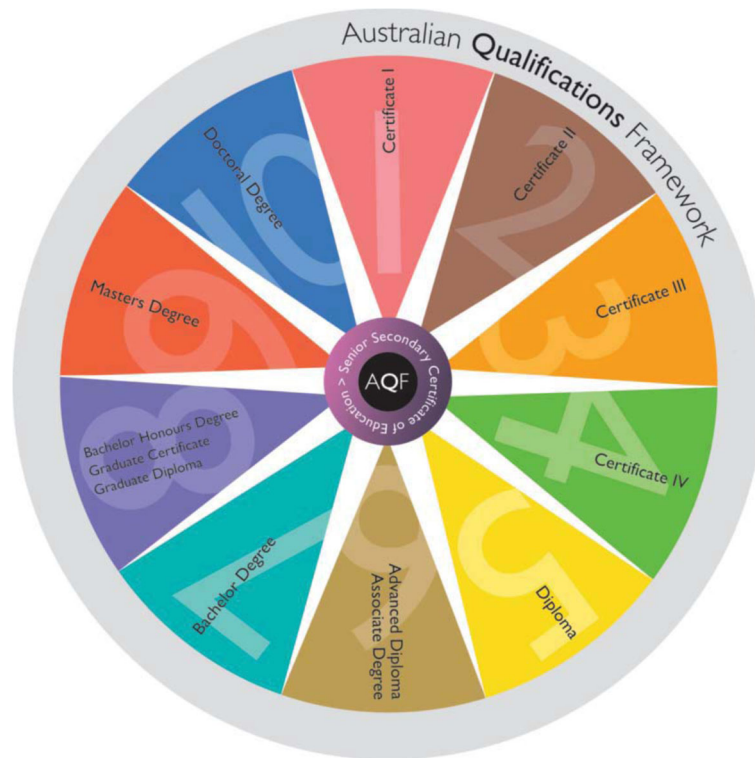 Australian Qualifications Framework
Certificate I
1
Certificate II
2
Certificate III
3
Certificate IV
4
Diploma
5
Advanced Diploma
Associate Degree
6
Bachelor Degree
7
Bachelor Honours Degree
Graduate Certificate
Graduate Diploma
8
Masters Degree
9
Doctoral Degree
10
Senior Secondary Certificate of Education >
AQF